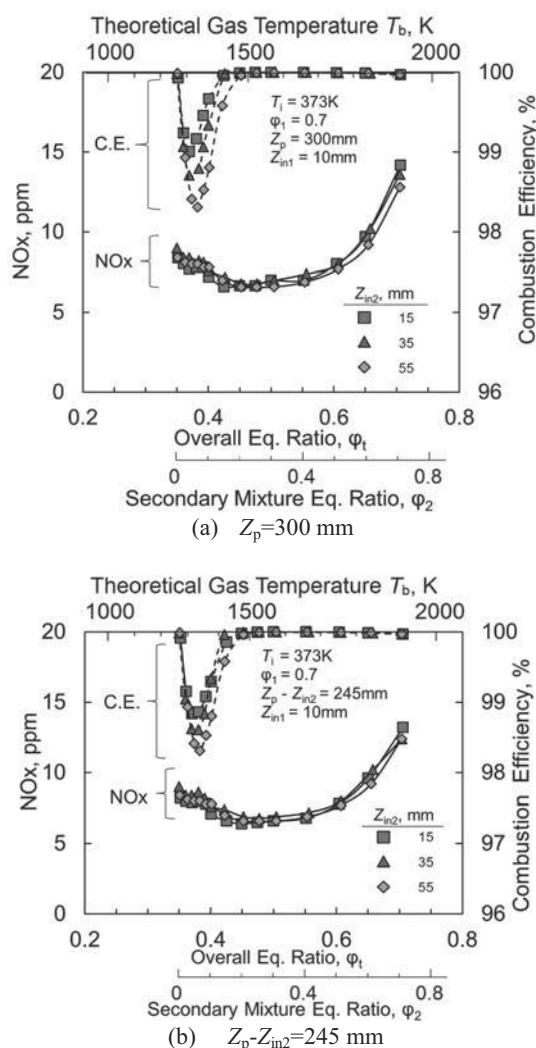 Theoretical Gas Temperature T_b, K
1000 1500 2000
20 100
C.E.
T_i = 373K
φ_1 = 0.7
Z_p = 300mm
Z_in1 = 10mm
15 99
NOx, ppm
Combustion Efficiency, %
10 98
NOx
5 97
Z_in2, mm
15
35
55
0 96
0.2 0.4 0.6 0.8
Overall Eq. Ratio, φ_t
0 0.4 0.8
Secondary Mixture Eq. Ratio, φ_2
(a) Z_p=300 mm
Theoretical Gas Temperature T_b, K
1000 1500 2000
20 100
C.E.
T_i = 373K
φ_1 = 0.7
Z_p - Z_in2 = 245mm
Z_in1 = 10mm
15 99
NOx, ppm
Combustion Efficiency, %
10 98
NOx
5 97
Z_in2, mm
15
35
55
0 96
0.2 0.4 0.6 0.8
Overall Eq. Ratio, φ_t
0 0.4 0.8
Secondary Mixture Eq. Ratio, φ_2
(b) Z_p-Z_in2=245 mm